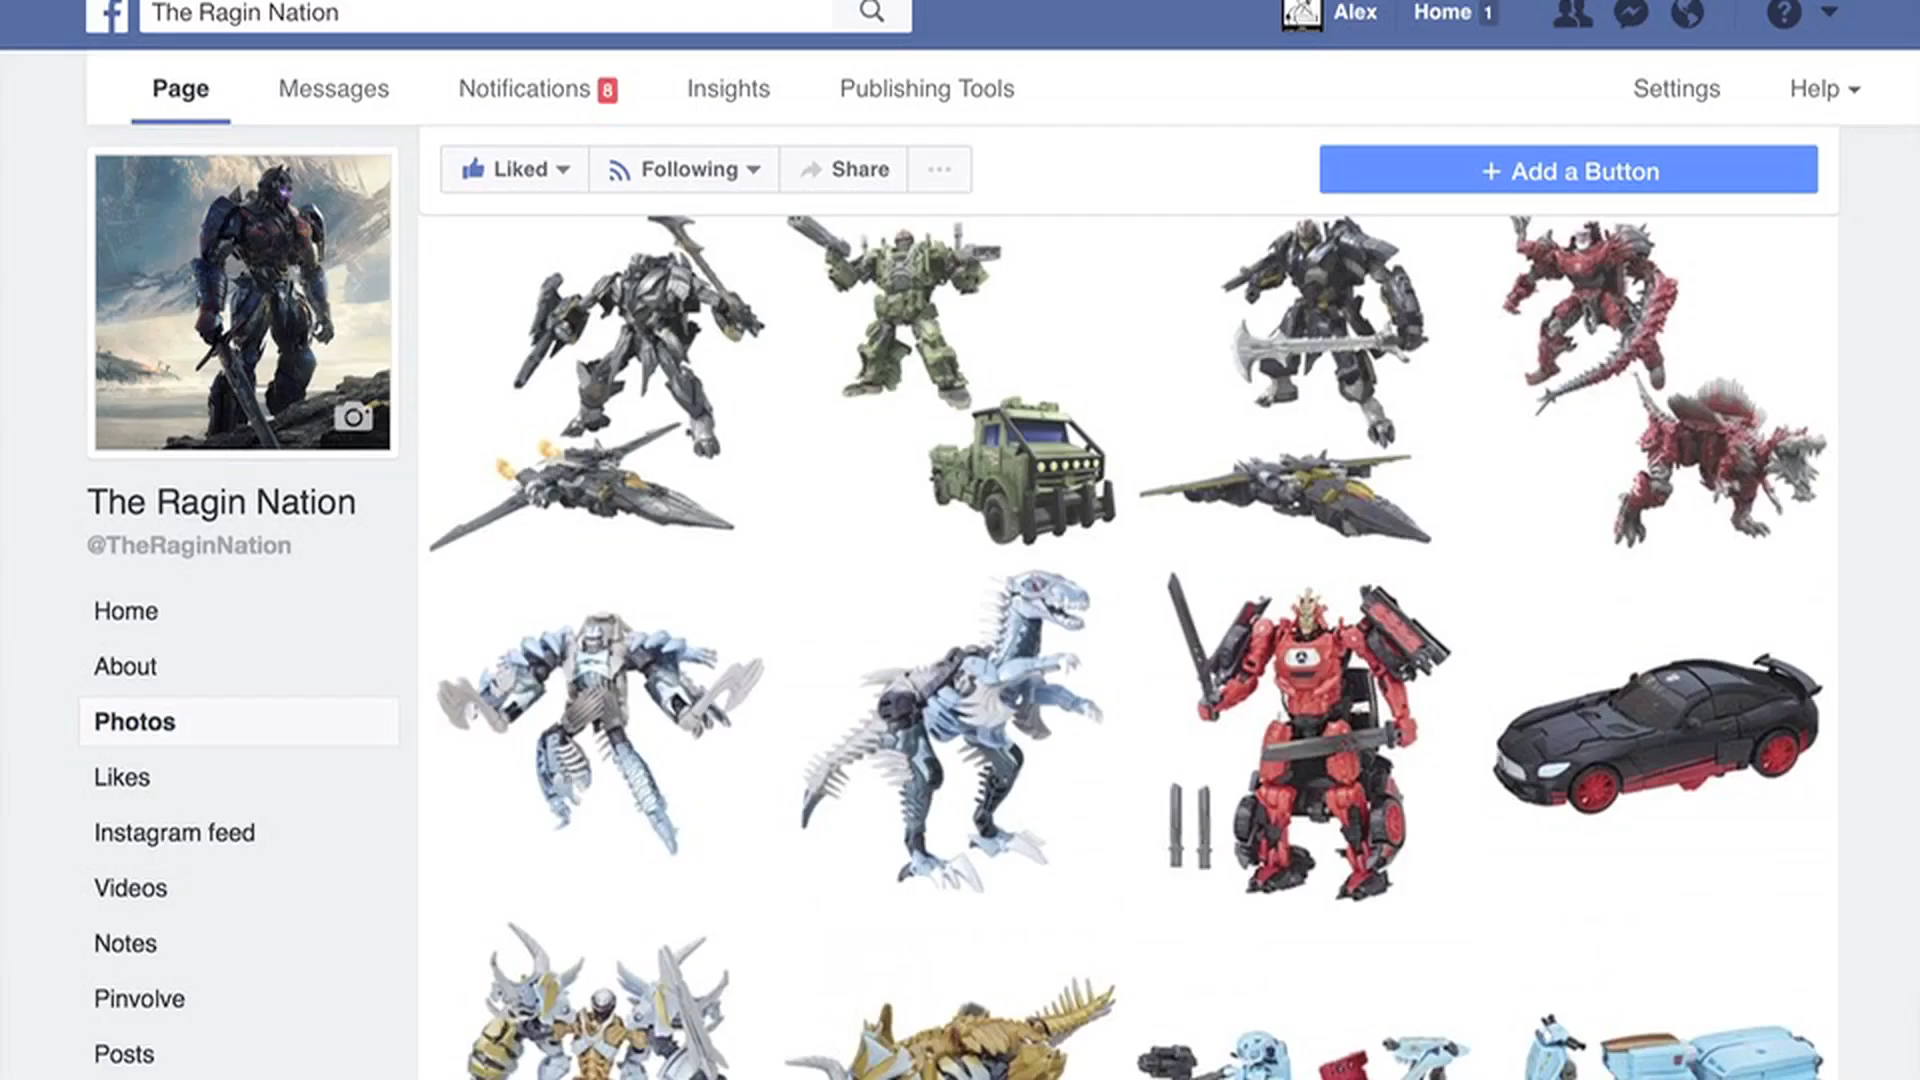 The Ragin Nation
Alex
Home 1
Page
Messages
Notifications 8
Insights
Publishing Tools
Settings
Help
Liked
Following
Share
+ Add a Button
The Ragin Nation
@TheRaginNation
Home
About
Photos
Likes
Instagram feed
Videos
Notes
Pinvolve
Posts